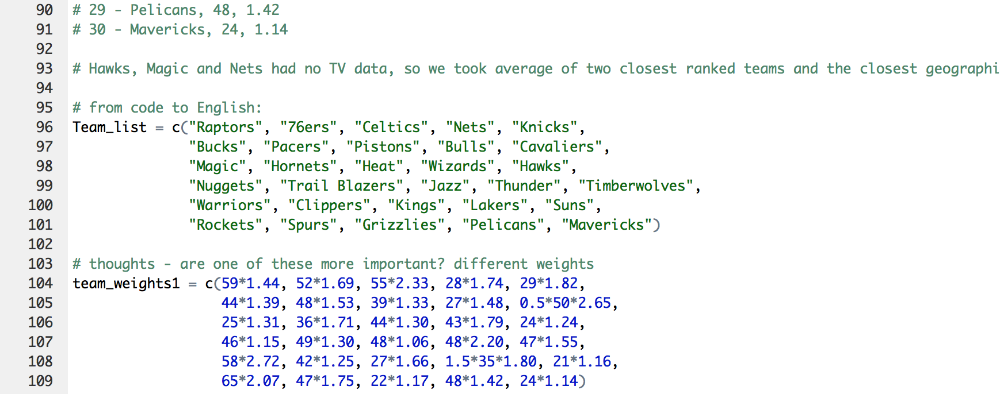 90 # 29 - Pelicans, 48, 1.42
91 # 30 - Mavericks, 24, 1.14
92
93 # Hawks, Magic and Nets had no TV data, so we took average of two closest ranked teams and the closest geographi
94
95 # from code to English:
96 Team_list = c("Raptors", "76ers", "Celtics", "Nets", "Knicks",
97 "Bucks", "Pacers", "Pistons", "Bulls", "Cavaliers",
98 "Magic", "Hornets", "Heat", "Wizards", "Hawks",
99 "Nuggets", "Trail Blazers", "Jazz", "Thunder", "Timberwolves",
100 "Warriors", "Clippers", "Kings", "Lakers", "Suns",
101 "Rockets", "Spurs", "Grizzlies", "Pelicans", "Mavericks")
102
103 # thoughts - are one of these more important? different weights
104 team_weights1 = c(59*1.44, 52*1.69, 55*2.33, 28*1.74, 29*1.82,
105 44*1.39, 48*1.53, 39*1.33, 27*1.48, 0.5*50*2.65,
106 25*1.31, 36*1.71, 44*1.30, 43*1.79, 24*1.24,
107 46*1.15, 49*1.30, 48*1.06, 48*2.20, 47*1.55,
108 58*2.72, 42*1.25, 27*1.66, 1.5*35*1.80, 21*1.16,
109 65*2.07, 47*1.75, 22*1.17, 48*1.42, 24*1.14)